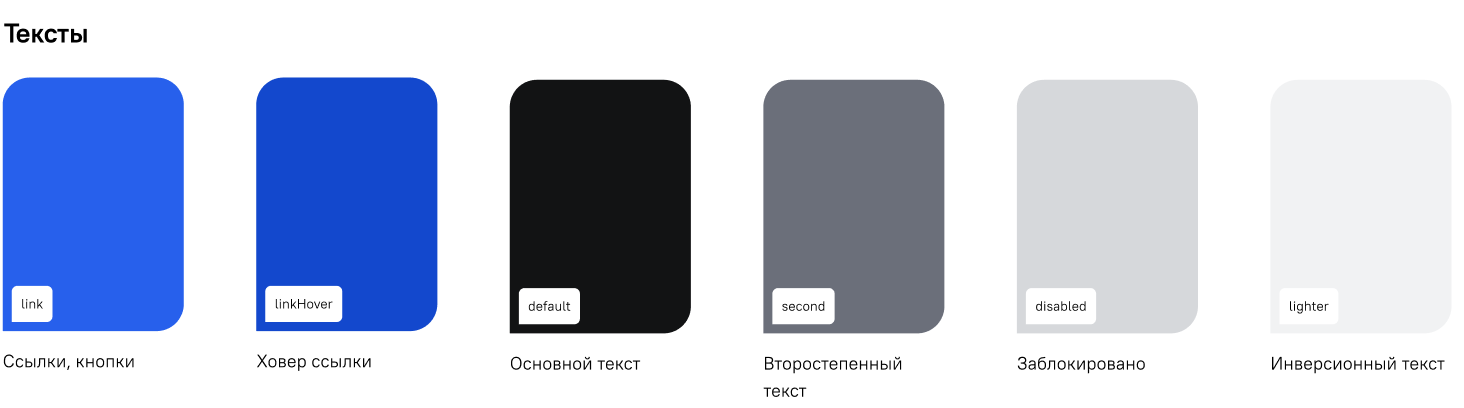 Тексты
link
linkHover
default
second
disabled
lighter
Ссылки, кнопки
Ховер ссылки
Основной текст
Второстепенный
текст
Заблокировано
Инверсионный текст